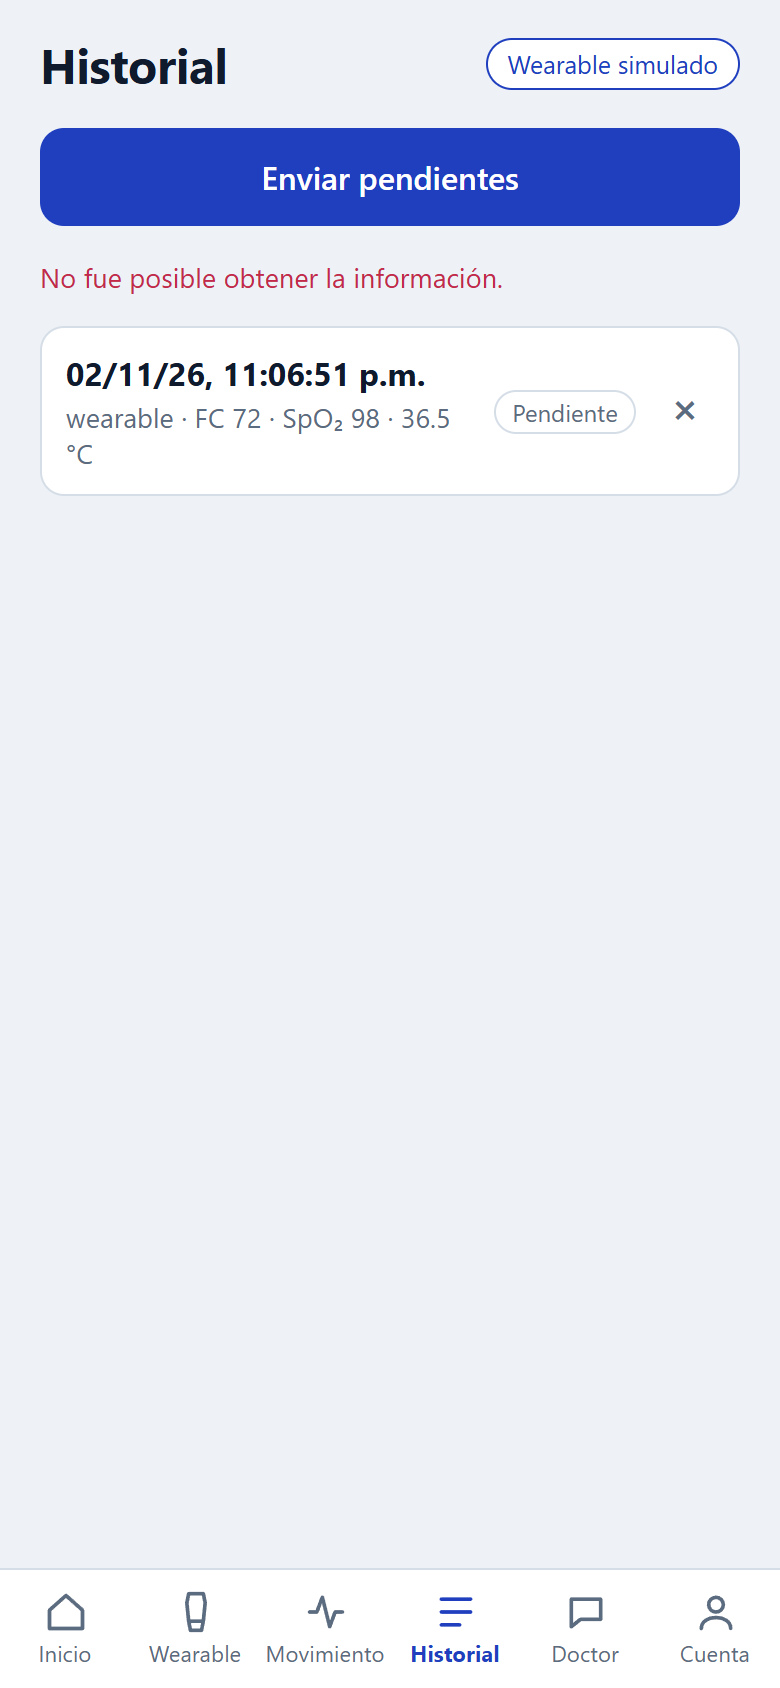 Historial
Wearable simulado
Enviar pendientes
No fue posible obtener la información.
02/11/26, 11:06:51 p.m.
wearable · FC 72 · SpO₂ 98 · 36.5
°C
Pendiente
✕
Inicio
Wearable
Movimiento
Historial
Doctor
Cuenta